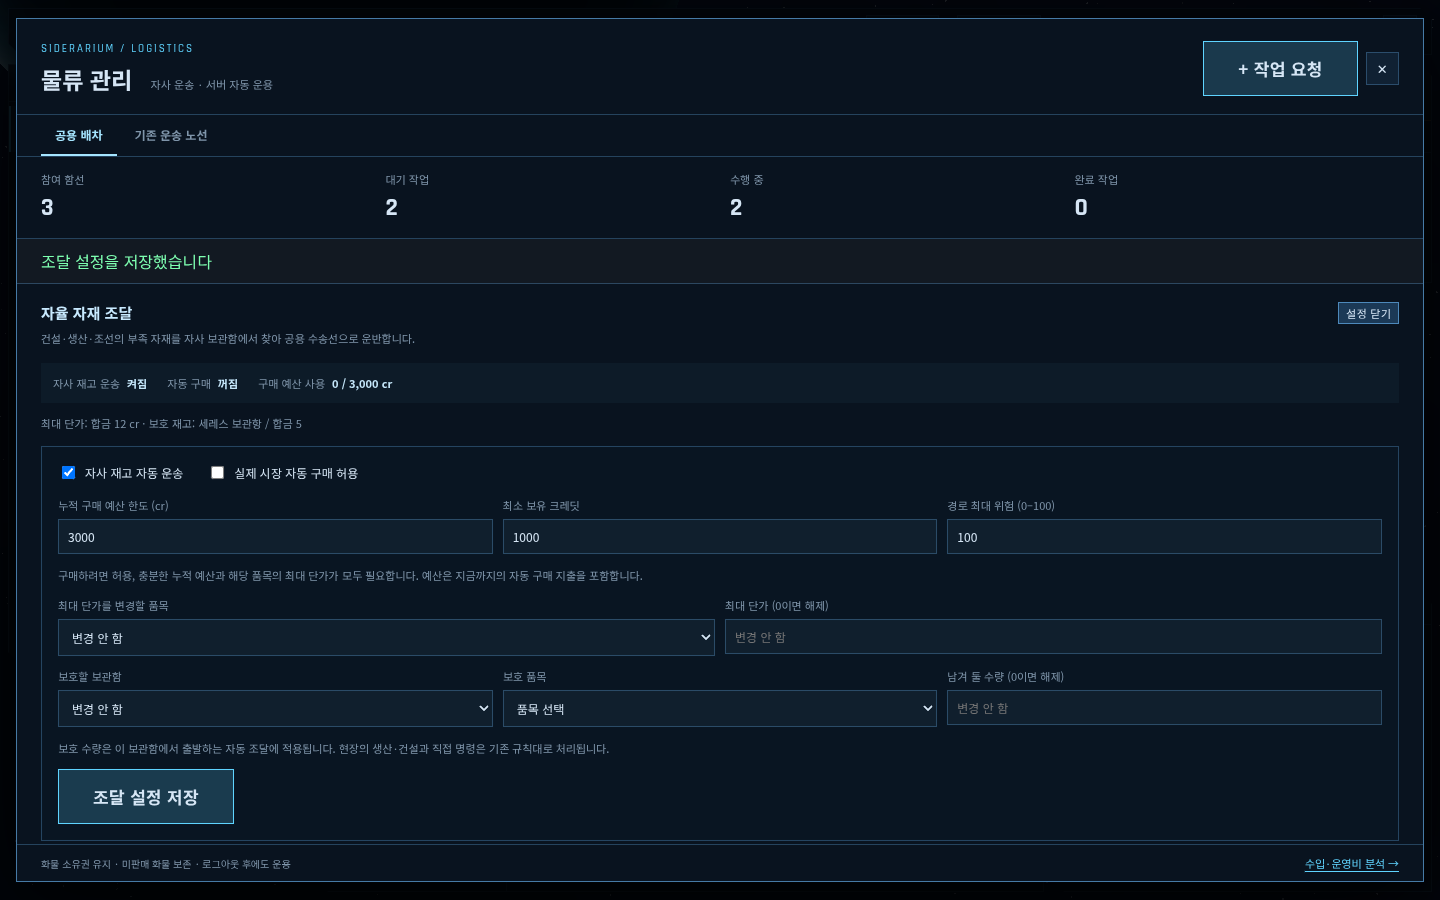 SIDERARIUM / LOGISTICS
물류 관리 자사 운송 · 서버 자동 운용
+ 작업 요청 ×
공용 배차 기존 운송 노선
참여 함선 대기 작업 수행 중 완료 작업
3 2 2 0
조달 설정을 저장했습니다
자율 자재 조달 설정 닫기
건설·생산·조선의 부족 자재를 자사 보관함에서 찾아 공용 수송선으로 운반합니다.
자사 재고 운송 켜짐 자동 구매 꺼짐 구매 예산 사용 0 / 3,000 cr
최대 단가: 합금 12 cr · 보호 재고: 세레스 보관함 / 합금 5
자사 재고 자동 운송 실제 시장 자동 구매 허용
누적 구매 예산 한도 (cr) 최소 보유 크레딧 경로 최대 위험 (0–100)
3000 1000 100
구매하려면 허용, 충분한 누적 예산과 해당 품목의 최대 단가가 모두 필요합니다. 예산은 지금까지의 자동 구매 지출을 포함합니다.
최대 단가를 변경할 품목 최대 단가 (0이면 해제)
변경 안 함 변경 안 함
보호할 보관함 보호 품목 남겨 둘 수량 (0이면 해제)
변경 안 함 품목 선택 변경 안 함
보호 수량은 이 보관함에서 출발하는 자동 조달에 적용됩니다. 현장의 생산·건설과 직접 명령은 기존 규칙대로 처리됩니다.
조달 설정 저장
화물 소유권 유지 · 미판매 화물 보존 · 로그아웃 후에도 운용 수입·운영비 분석 →